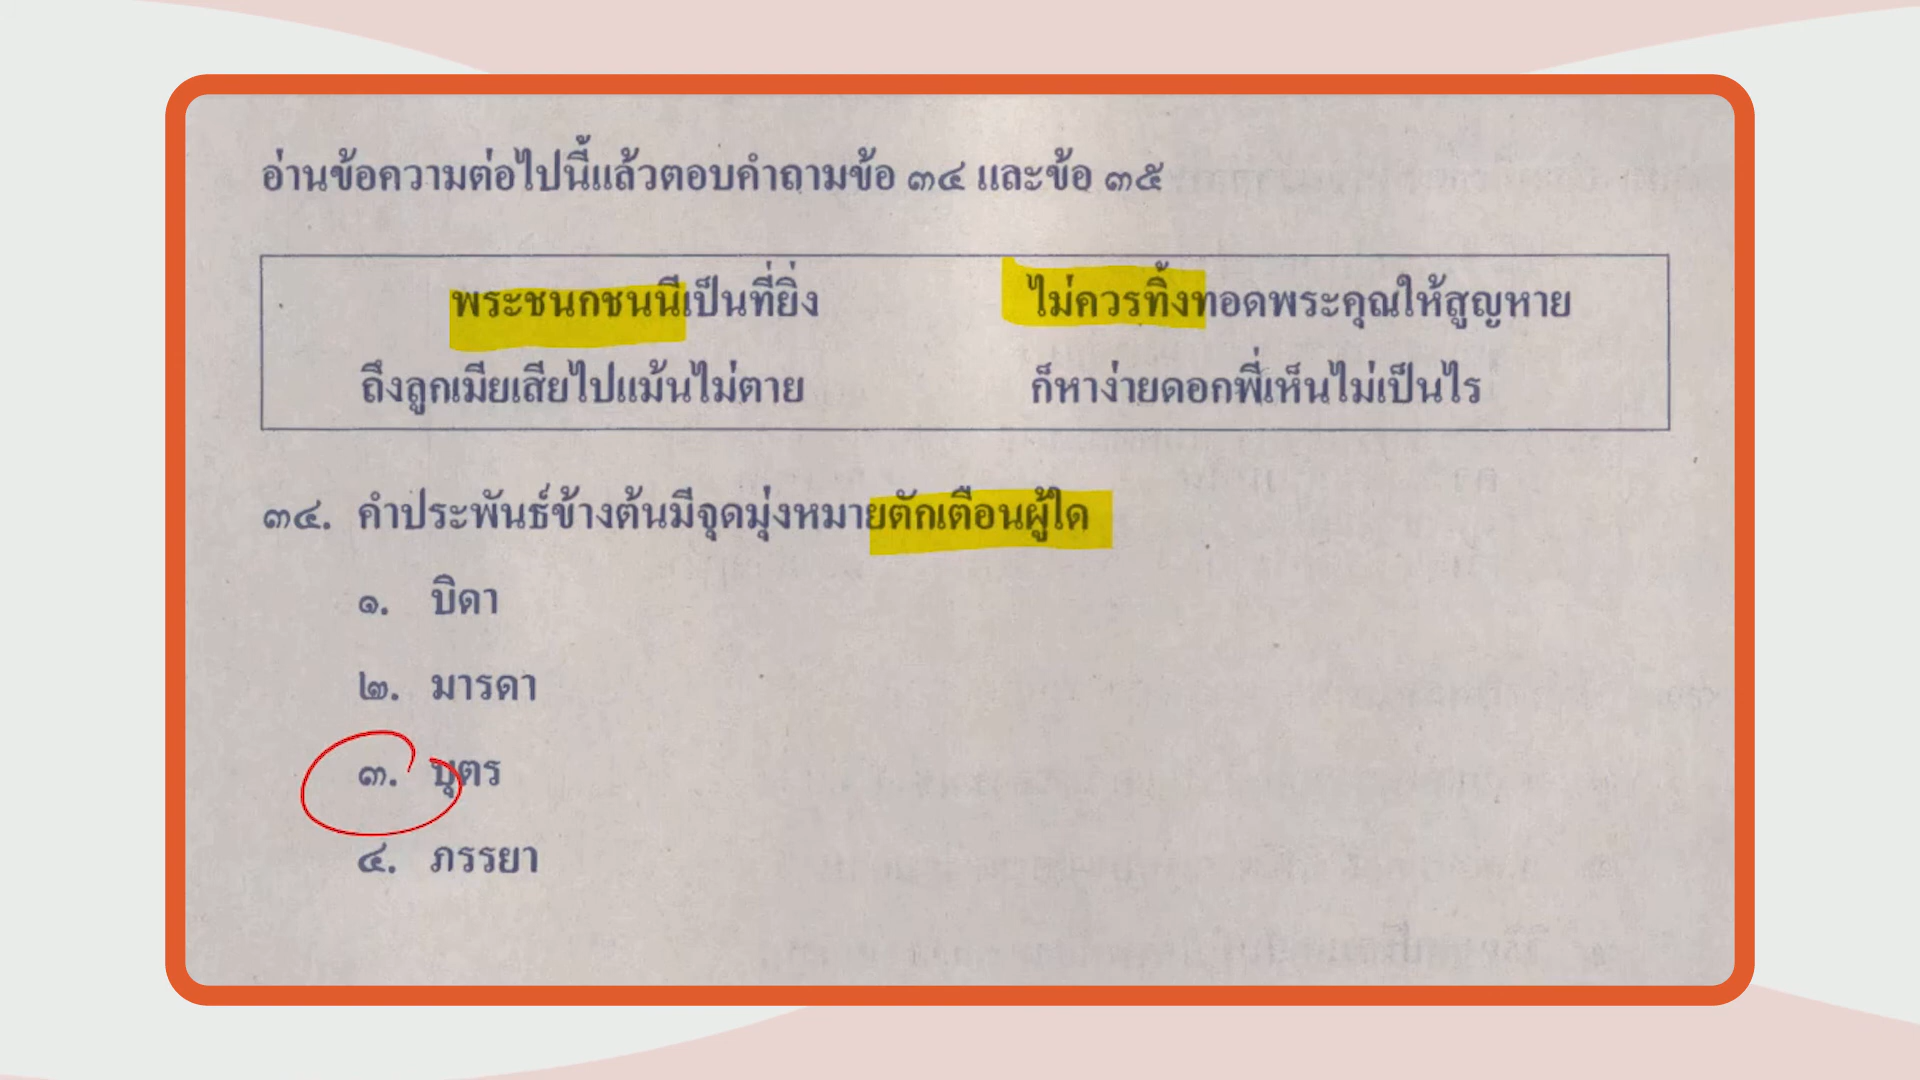 อ่านข้อความต่อไปนี้แล้วตอบคำถามข้อ ๓๔ และข้อ ๓๕
พระชนกชนนีเป็นที่ยิ่ง ไม่ควรทิ้งทอดพระคุณให้สูญหาย
ถึงลูกเมียเสียไปแม้นไม่ตาย ก็หาง่ายดอกพี่เห็นไม่เป็นไร
๓๔. คำประพันธ์ข้างต้นมีจุดมุ่งหมายตักเตือนผู้ใด
๑. บิดา
๒. มารดา
๓. บุตร
๔. ภรรยา